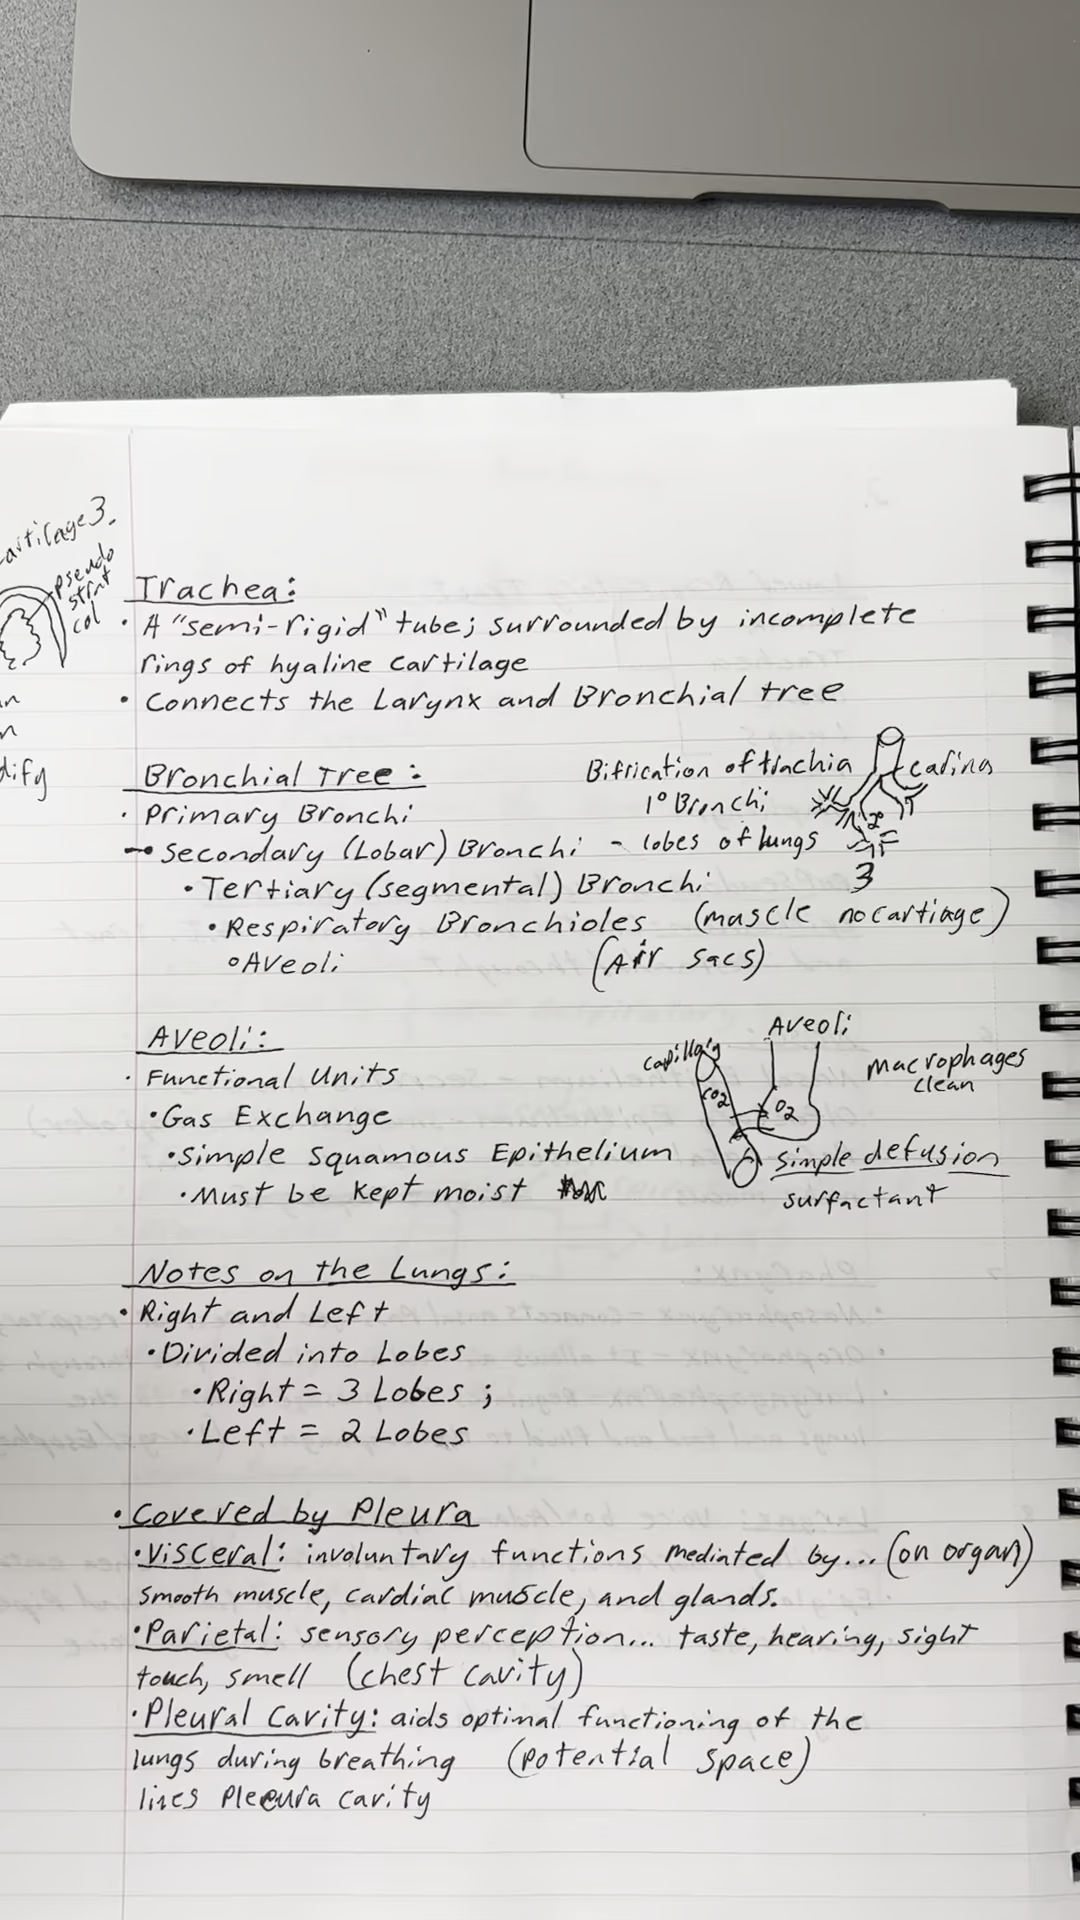 artilage 3.
pseudo
strat
col
n
dify
Trachea:
• A "semi-rigid" tube; surrounded by incomplete
rings of hyaline cartilage
• Connects the Larynx and Bronchial tree
Bronchial Tree:
Bifrication of trachia
carina
• Primary Bronchi
1° Bronchi
2°
• Secondary (Lobar) Bronchi - lobes of lungs
3
• Tertiary (segmental) Bronchi
• Respiratory Bronchioles (muscle no cartiage)
• Aveoli (Air sacs)
Aveoli:
Aveoli
capillary
macrophages
clean
• Functional Units
CO2
O2
• Gas Exchange
• Simple Squamous Epithelium
simple defusion
• Must be kept moist
surfactant
Notes on the Lungs:
• Right and Left
• Divided into Lobes
• Right = 3 Lobes ;
• Left = 2 Lobes
• Covered by Pleura
• Visceral: involuntary functions mediated by... (on organ)
smooth muscle, cardiac muscle, and glands.
• Parietal: sensory perception... taste, hearing, sight
touch, smell (chest cavity)
• Pleural Cavity: aids optimal functioning of the
lungs during breathing (potential space)
lines Pleeura cavity